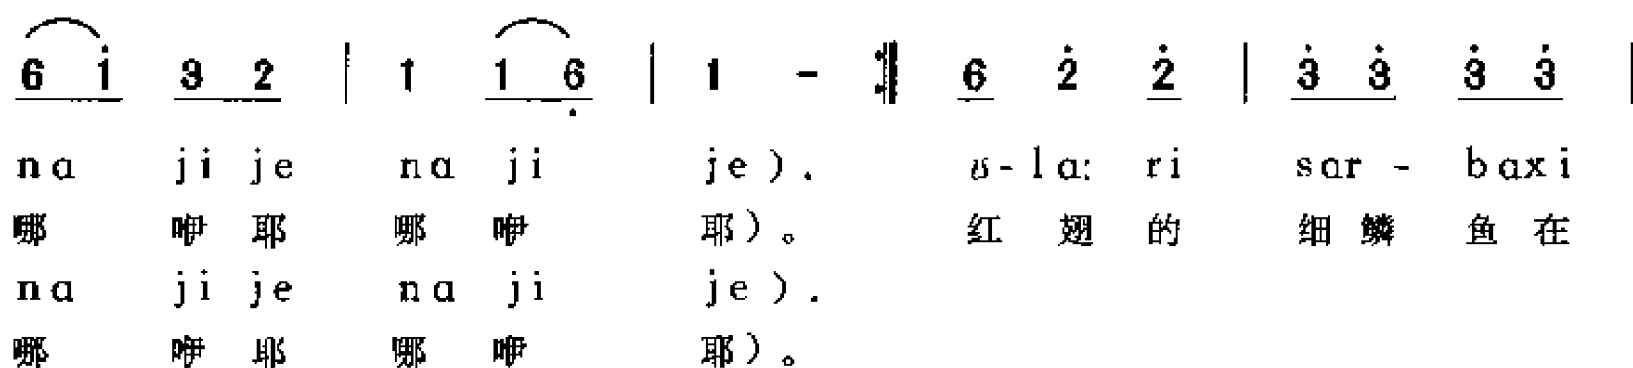 6 i 3 2 | 1 1 6 | 1 - :‖ 6 2 2 | 3 3 3 3 |
na ji je na ji je). ʊ-la: ri sar - baxi
哪 咿 耶 哪 咿 耶)。 红 翅 的 细 鳞 鱼 在
na ji je na ji je).
哪 咿 耶 哪 咿 耶)。